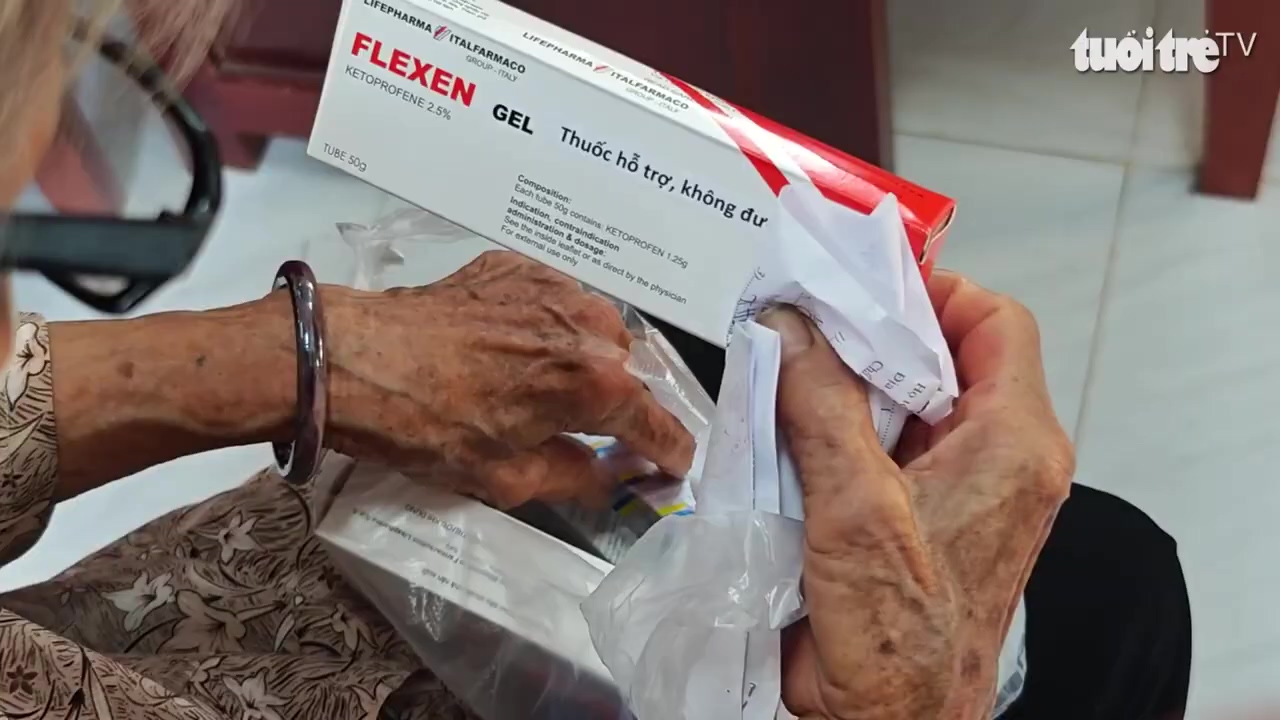 tuổi trẻ TV
LIFEPHARMA ITALFARMACO
GROUP - ITALY
LIFEPHARMA ITALFARMACO
GROUP - ITALY
FLEXEN GEL
KETOPROFENE 2.5%
Thuốc hỗ trợ, không đư
TUBE 50g
Composition:
Each tube 50g contains: KETOPROFEN 1.25g
Indication, contraindication
administration & dosage:
See the inside leaflet or as direct by the physician
For external use only